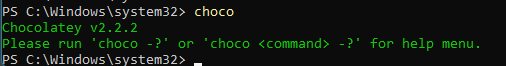 PS C:\Windows\system32> choco
Chocolatey v2.2.2
Please run 'choco -?' or 'choco <command> -?' for help menu.
PS C:\Windows\system32>